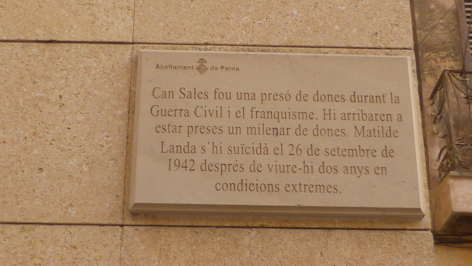 Ajuntament de Palma
Can Sales fou una presó de dones durant la
Guerra Civil i el franquisme. Hi arribaren a
estar preses un milenar de dones. Matilde
Landa s'hi suïcidà el 26 de setembre de
1942 després de viure-hi dos anys en
condicions extremes.